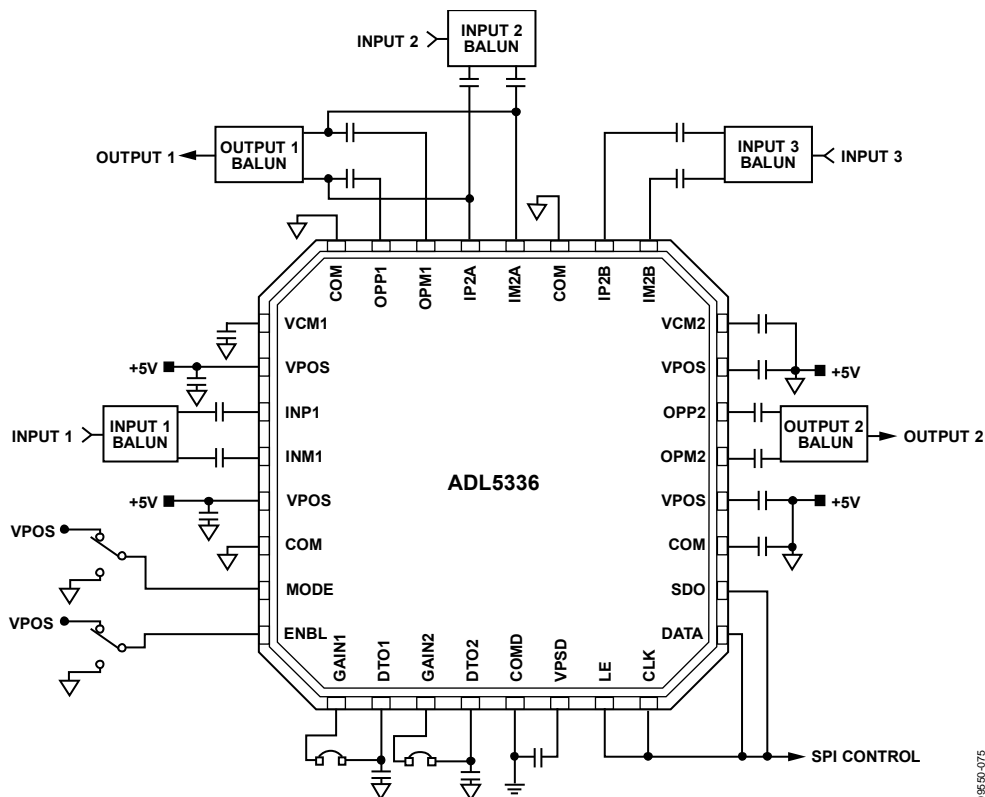 INPUT 2
INPUT 2
BALUN
OUTPUT 1
OUTPUT 1
BALUN
INPUT 3
BALUN
INPUT 3
COM
OPP1
OPM1
IP2A
IM2A
COM
IP2B
IM2B
VCM1
VCM2
+5V
VPOS
VPOS
+5V
INPUT 1
INPUT 1
BALUN
INP1
INM1
OPP2
OPM2
OUTPUT 2
BALUN
OUTPUT 2
ADL5336
+5V
VPOS
VPOS
+5V
VPOS
COM
COM
MODE
SDO
VPOS
ENBL
DATA
GAIN1
DTO1
GAIN2
DTO2
COMD
VPSD
LE
CLK
SPI CONTROL
09550-075